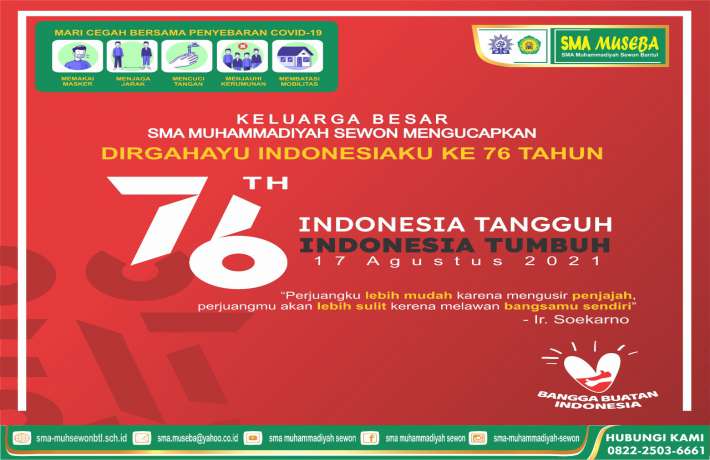 MARI CEGAH BERSAMA PENYEBARAN COVID-19
MEMAKAI
MASKER
MENJAGA
JARAK
MENCUCI
TANGAN
MENJAUHI
KERUMUNAN
MEMBATASI
MOBILITAS
SMA MUSEBA
SMA Muhammadiyah Sewon Bantul
KELUARGA BESAR
SMA MUHAMMADIYAH SEWON MENGUCAPKAN
DIRGAHAYU INDONESIAKU KE 76 TAHUN
76 TH
INDONESIA TANGGUH
INDONESIA TUMBUH
17 Agustus 2021
"Perjuangku lebih mudah karena mengusir penjajah,
perjuangmu akan lebih sulit kerena melawan bangsamu sendiri"
- Ir. Soekarno
BANGGA BUATAN
INDONESIA
sma-muhsewonbtl.sch.id
sma.museba@yahoo.co.id
sma muhammadiyah sewon
sma muhammadiyah sewon
sma-muhammadiyah-sewon
HUBUNGI KAMI
0822-2503-6661